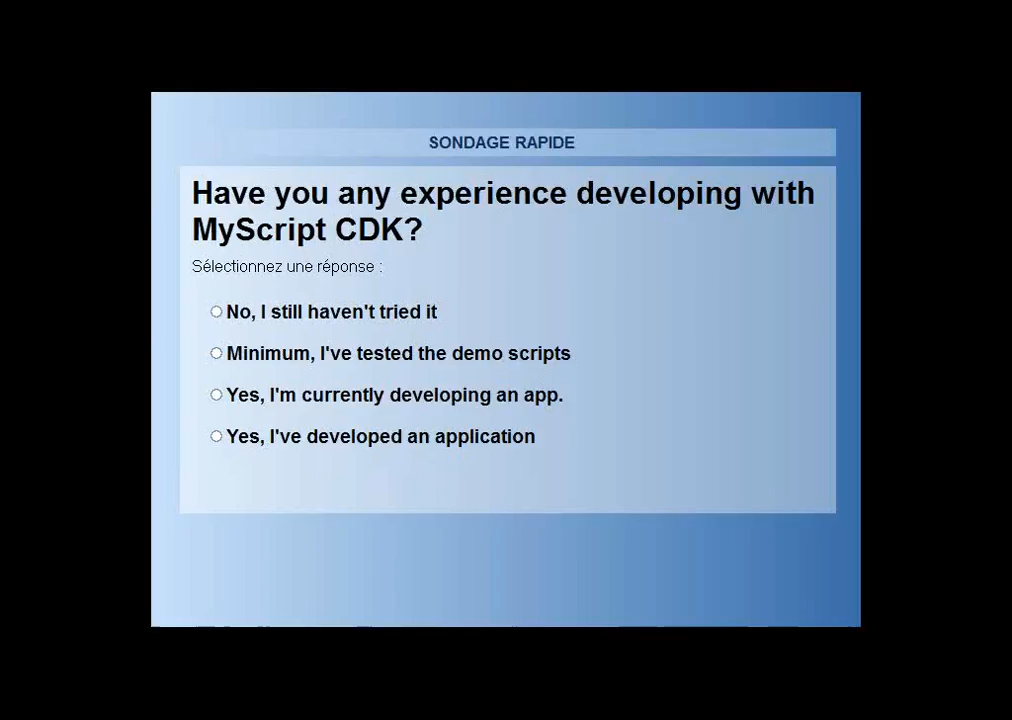 SONDAGE RAPIDE
Have you any experience developing with
MyScript CDK?
Sélectionnez une réponse :
No, I still haven't tried it
Minimum, I've tested the demo scripts
Yes, I'm currently developing an app.
Yes, I've developed an application